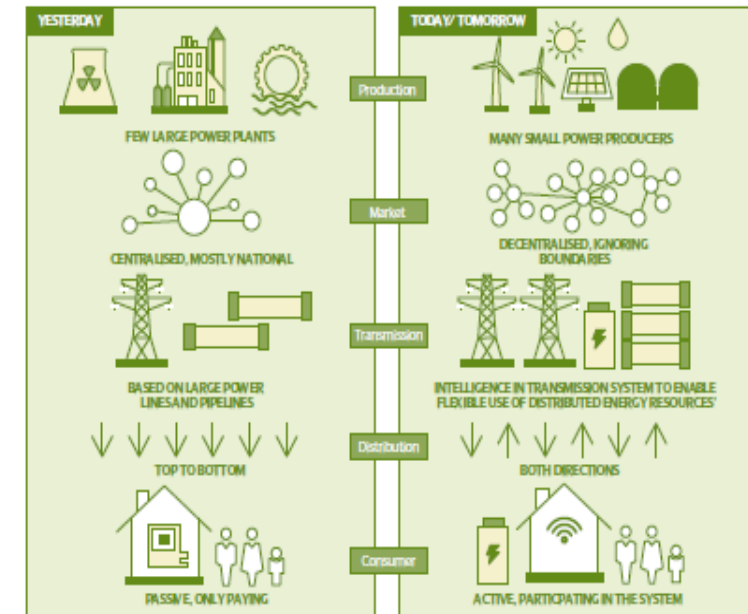 YESTERDAY
TODAY/ TOMORROW
Production
FEW LARGE POWER PLANTS
MANY SMALL POWER PRODUCERS
Market
CENTRALISED, MOSTLY NATIONAL
DECENTRALISED, IGNORING
BOUNDARIES
Transmission
BASED ON LARGE POWER
LINES AND PIPELINES
INTELLIGENCE IN TRANSMISSION SYSTEM TO ENABLE
FLEXIBLE USE OF DISTRIBUTED ENERGY RESOURCES'
Distribution
TOP TO BOTTOM
BOTH DIRECTIONS
Consumer
PASSIVE, ONLY PAYING
ACTIVE, PARTICIPATING IN THE SYSTEM